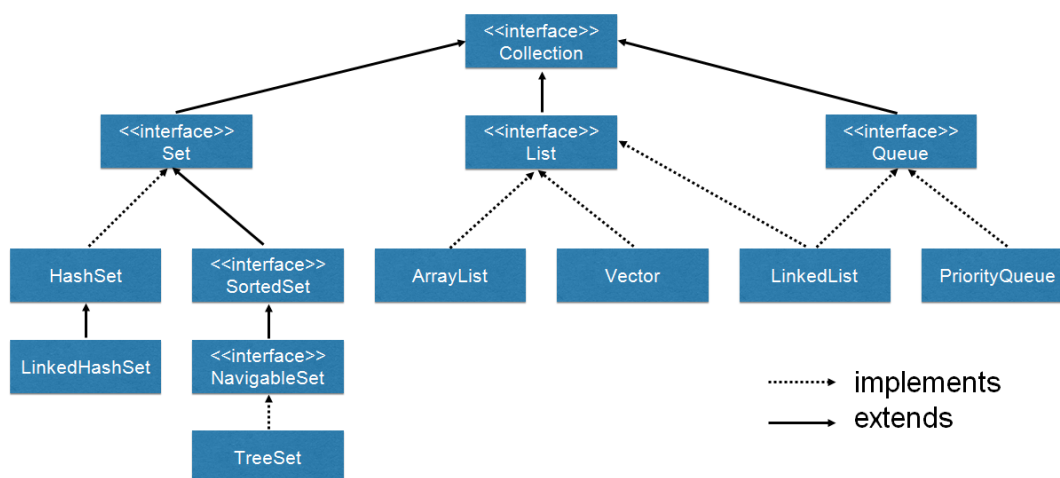 <<interface>>
Collection
<<interface>>
Set
<<interface>>
List
<<interface>>
Queue
HashSet
<<interface>>
SortedSet
ArrayList
Vector
LinkedList
PriorityQueue
LinkedHashSet
<<interface>>
NavigableSet
TreeSet
implements
extends